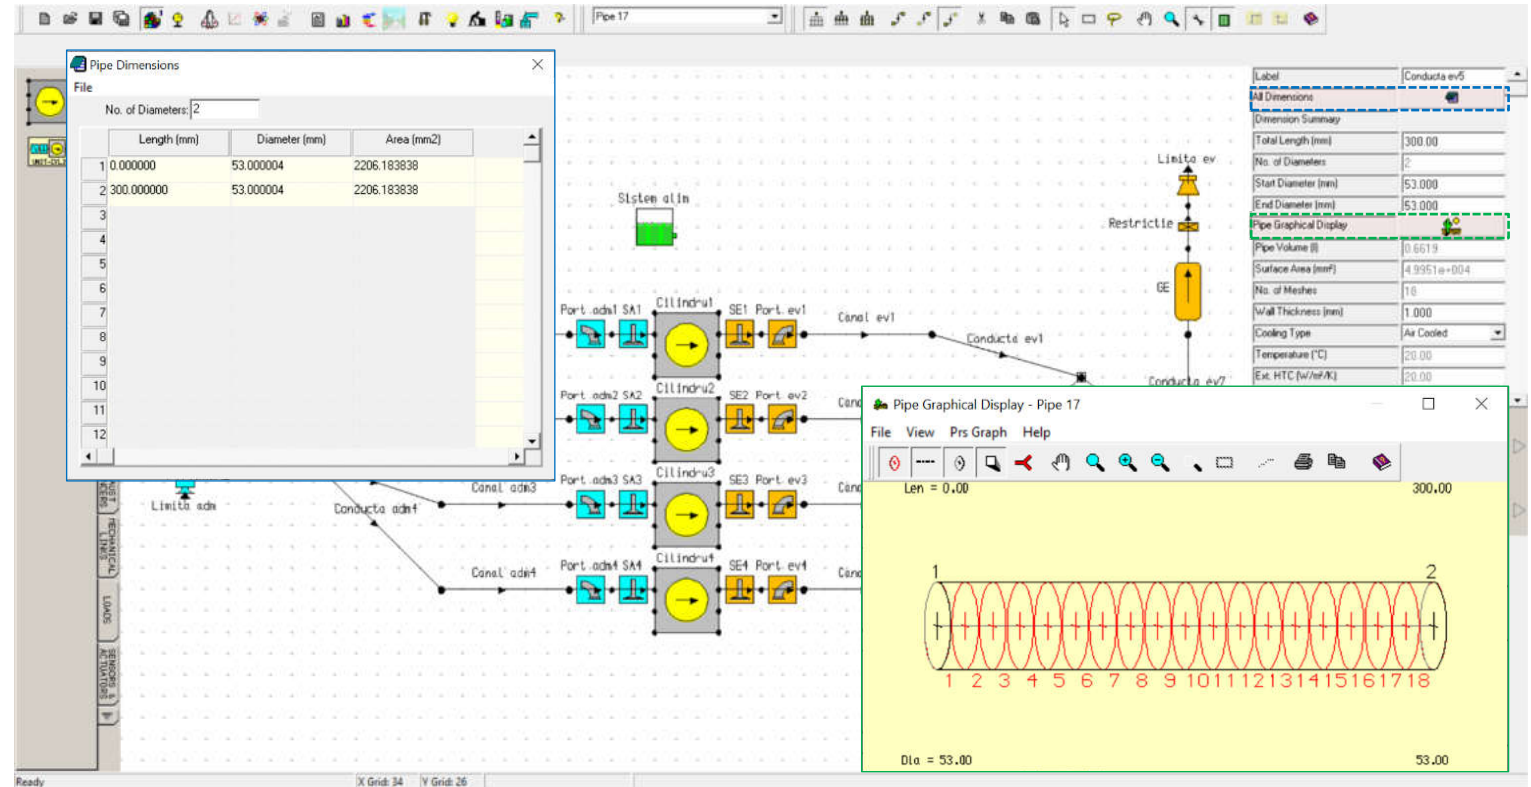 Pipe 17
Pipe Dimensions
File
No. of Diameters: 2
Length (mm) Diameter (mm) Area (mm2)
1 0.000000 53.000004 2206.183838
2 300.000000 53.000004 2206.183838
3
4
5
6
7
8
9
10
11
12
Label Conducta ev5
All Dimensions
Dimension Summary
Total Length (mm) 300.00
No. of Diameters 2
Start Diameter (mm) 53.000
End Diameter (mm) 53.000
Pipe Graphical Display
Pipe Volume (l) 0.6619
Surface Area (mm²) 4.9951e+004
No. of Meshes 18
Wall Thickness (mm) 1.000
Cooling Type Air Cooled
Temperature (°C) 20.00
Ext. HTC (W/m²/K) 20.00
Limita ev
Restrictie
GE
Conducta ev7
Sistem alim
Port.adm1 SA1 Cilindru1 SE1 Port.ev1 Canal ev1
Conducta ev1
Port.adm2 SA2 Cilindru2 SE2 Port.ev2
Canal adm3 Port.adm3 SA3 Cilindru3 SE3 Port.ev3
Limita adm
Conducta adm4
Canal adm4 Port.adm4 SA4 Cilindru4 SE4 Port.ev4
MECHANICAL
LINKS
LOADS
SENSORS &
ACTUATORS
Pipe Graphical Display - Pipe 17
File View Prs Graph Help
Len = 0.00 300.00
1 2
1 2 3 4 5 6 7 8 9 10 11 12 13 14 15 16 17 18
Dia = 53.00 53.00
Ready X Grid: 34 Y Grid: 26